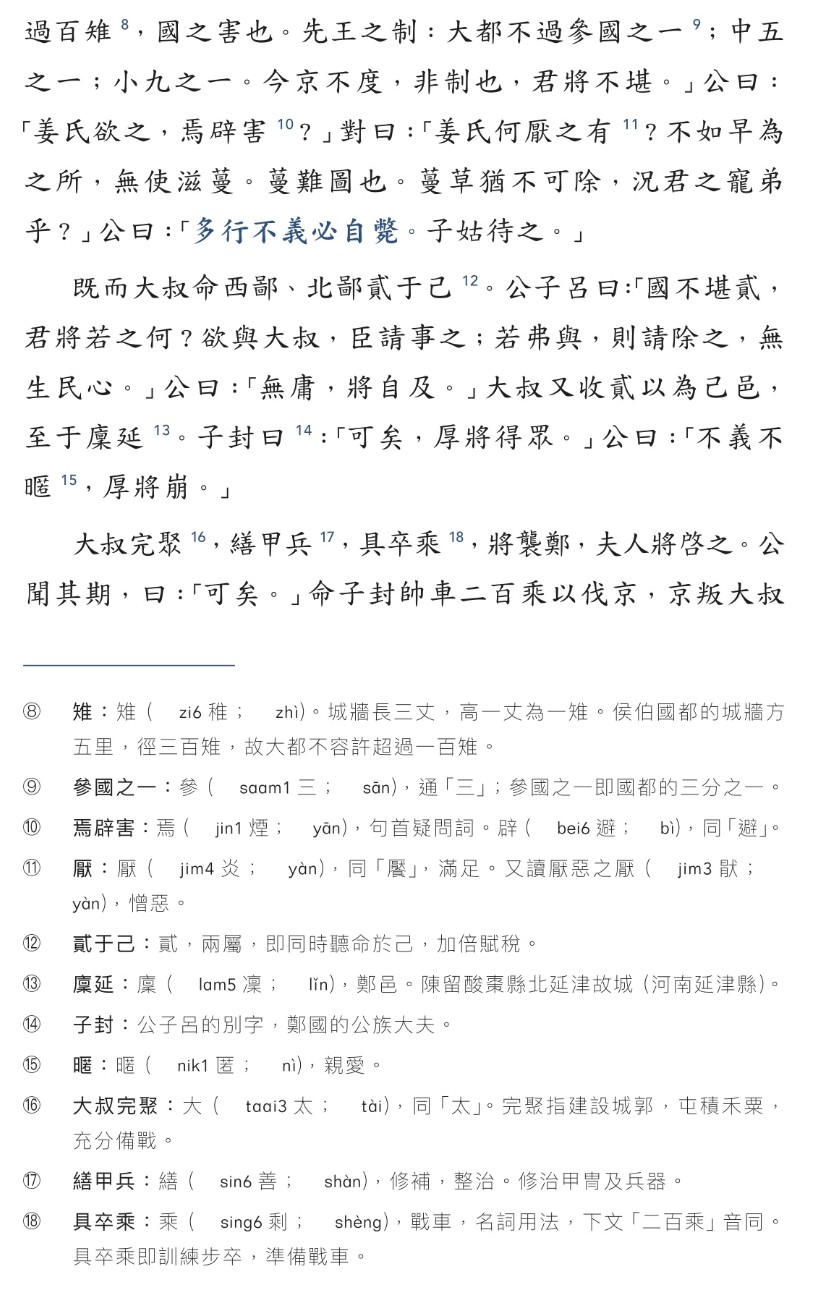 過百雉8，國之害也。先王之制：大都不過參國之一9；中五
之一；小九之一。今京不度，非制也，君將不堪。」公曰：
「姜氏欲之，焉辟害10？」對曰：「姜氏何厭之有11？不如早為
之所，無使滋蔓。蔓難圖也。蔓草猶不可除，況君之寵弟
乎？」公曰：「多行不義必自斃。子姑待之。」
既而大叔命西鄙、北鄙貳于己12。公子呂曰：「國不堪貳，
君將若之何？欲與大叔，臣請事之；若弗與，則請除之，無
生民心。」公曰：「無庸，將自及。」大叔又收貳以為己邑，
至于廩延13。子封曰14：「可矣，厚將得眾。」公曰：「不義不
暱15，厚將崩。」
大叔完聚16，繕甲兵17，具卒乘18，將襲鄭，夫人將啓之。公
聞其期，曰：「可矣。」命子封帥車二百乘以伐京，京叛大叔
⑧ 雉：雉（ zi6 稚； zhì）。城牆長三丈，高一丈為一雉。侯伯國都的城牆方
五里，徑三百雉，故大都不容許超過一百雉。
⑨ 參國之一：參（ saam1 三； sān），通「三」；參國之一即國都的三分之一。
⑩ 焉辟害：焉（ jin1 煙； yān），句首疑問詞。辟（ bei6 避； bì），同「避」。
⑪ 厭：厭（ jim4 炎； yàn），同「饜」，滿足。又讀厭惡之厭（ jim3 猒；
yàn），憎惡。
⑫ 貳于己：貳，兩屬，即同時聽命於己，加倍賦稅。
⑬ 廩延：廩（ lam5 凜； lǐn），鄭邑。陳留酸棗縣北延津故城（河南延津縣）。
⑭ 子封：公子呂的別字，鄭國的公族大夫。
⑮ 暱：暱（ nik1 匿； nì），親愛。
⑯ 大叔完聚：大（ taai3 太； tài），同「太」。完聚指建設城郭，屯積禾粟，
充分備戰。
⑰ 繕甲兵：繕（ sin6 善； shàn），修補，整治。修治甲冑及兵器。
⑱ 具卒乘：乘（ sing6 剩； shèng），戰車，名詞用法，下文「二百乘」音同。
具卒乘即訓練步卒，準備戰車。